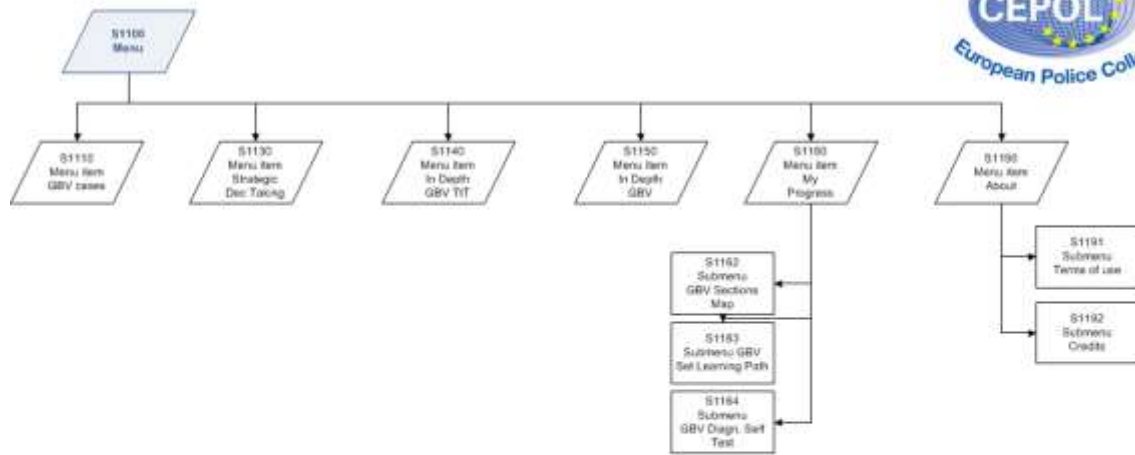 CEPOL
European Police Coll
S1100
Menu
S1110
Menu item
GBV cases
S1130
Menu item
Strategic
Dec Taking
S1140
Menu item
In Depth
GBV TIT
S1150
Menu item
In Depth
GBV
Menu item
My
Progress
S1190
Menu item
About
S1162
Submenu
GBV Sections
Map
S1163
Submenu GBV
Set Learning Path
S1164
Submenu
GBV Diagn. Self
Test
S1191
Submenu
Terms of use
S1192
Submenu
Credits